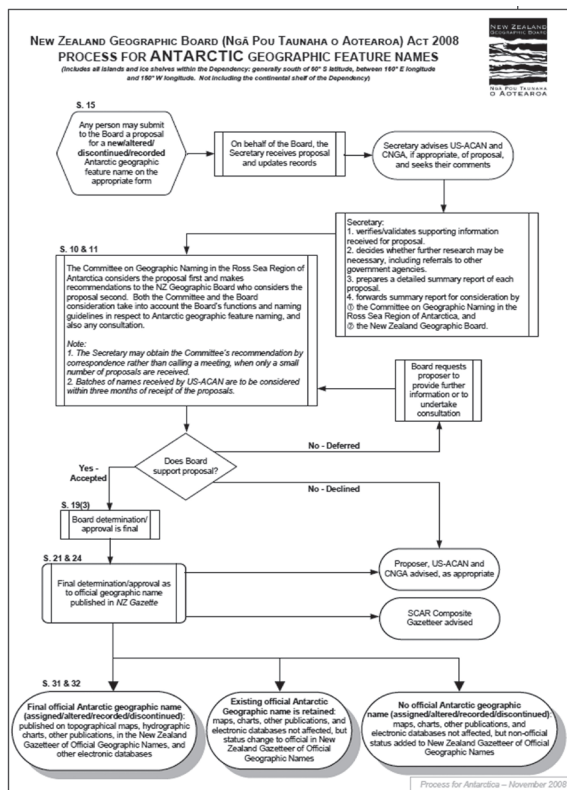 NEW ZEALAND GEOGRAPHIC BOARD (NGĀ POU TAUNAHA O AOTEAROA) ACT 2008
PROCESS FOR ANTARCTIC GEOGRAPHIC FEATURE NAMES
(Includes all islands and ice shelves within the Dependency; generally south of 60° S latitude, between 160° E longitude
and 150° W longitude. Not including the continental shelf of the Dependency)
NEW ZEALAND
GEOGRAPHIC BOARD
NGĀ POU TAUNAHA
O AOTEAROA
S. 15
Any person may submit
to the Board a proposal
for a new/altered/
discontinued/recorded
Antarctic geographic
feature name on the
appropriate form
On behalf of the Board, the
Secretary receives proposal
and updates records
Secretary advises US-ACAN and
CNGA, if appropriate, of proposal,
and seeks their comments
Secretary:
1. verifies/validates supporting information
received for proposal.
2. decides whether further research may be
necessary, including referrals to other
government agencies.
3. prepares a detailed summary report of each
proposal.
4. forwards summary report for consideration by
① the Committee on Geographic Naming in the
Ross Sea Region of Antarctica, and
② the New Zealand Geographic Board.
S. 10 & 11
The Committee on Geographic Naming in the Ross Sea Region of
Antarctica considers the proposal first and makes
recommendations to the NZ Geographic Board who considers the
proposal second. Both the Committee and the Board
consideration take into account the Board's functions and naming
guidelines in respect to Antarctic geographic feature naming, and
also any consultation.
Note:
1. The Secretary may obtain the Committee's recommendation by
correspondence rather than calling a meeting, when only a small
number of proposals are received.
2. Batches of names received by US-ACAN are to be considered
within three months of receipt of the proposals.
Board requests
proposer to
provide further
information or to
undertake
consultation
Does Board
support proposal?
No - Deferred
Yes -
Accepted
No - Declined
S. 19(3)
Board determination/
approval is final
S. 21 & 24
Final determination/approval as
to official geographic name
published in NZ Gazette
Proposer, US-ACAN and
CNGA advised, as appropriate
SCAR Composite
Gazetteer advised
S. 31 & 32
Final official Antarctic geographic name
(assigned/altered/recorded/discontinued):
published on topographical maps, hydrographic
charts, other publications, in the New Zealand
Gazetteer of Official Geographic Names, and
other electronic databases
Existing official Antarctic
Geographic name is retained:
maps, charts, other publications, and
electronic databases not affected, but
status change to official in New
Zealand Gazetteer of Official
Geographic Names
No official Antarctic geographic
name (assigned/altered/recorded/discontinued):
maps, charts, other publications, and
electronic databases not affected, but non-official
status added to New Zealand Gazetteer of Official
Geographic Names
Process for Antarctica – November 2008